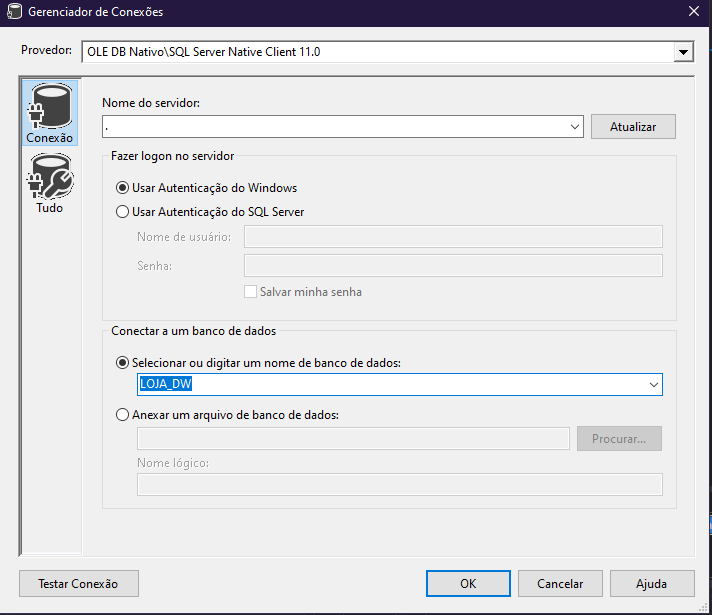 Gerenciador de Conexões
Provedor: OLE DB Nativo\SQL Server Native Client 11.0
Conexão
Tudo
Nome do servidor:
.
Atualizar
Fazer logon no servidor
Usar Autenticação do Windows
Usar Autenticação do SQL Server
Nome de usuário:
Senha:
Salvar minha senha
Conectar a um banco de dados
Selecionar ou digitar um nome de banco de dados:
LOJA_DW
Anexar um arquivo de banco de dados:
Procurar...
Nome lógico:
Testar Conexão
OK
Cancelar
Ajuda